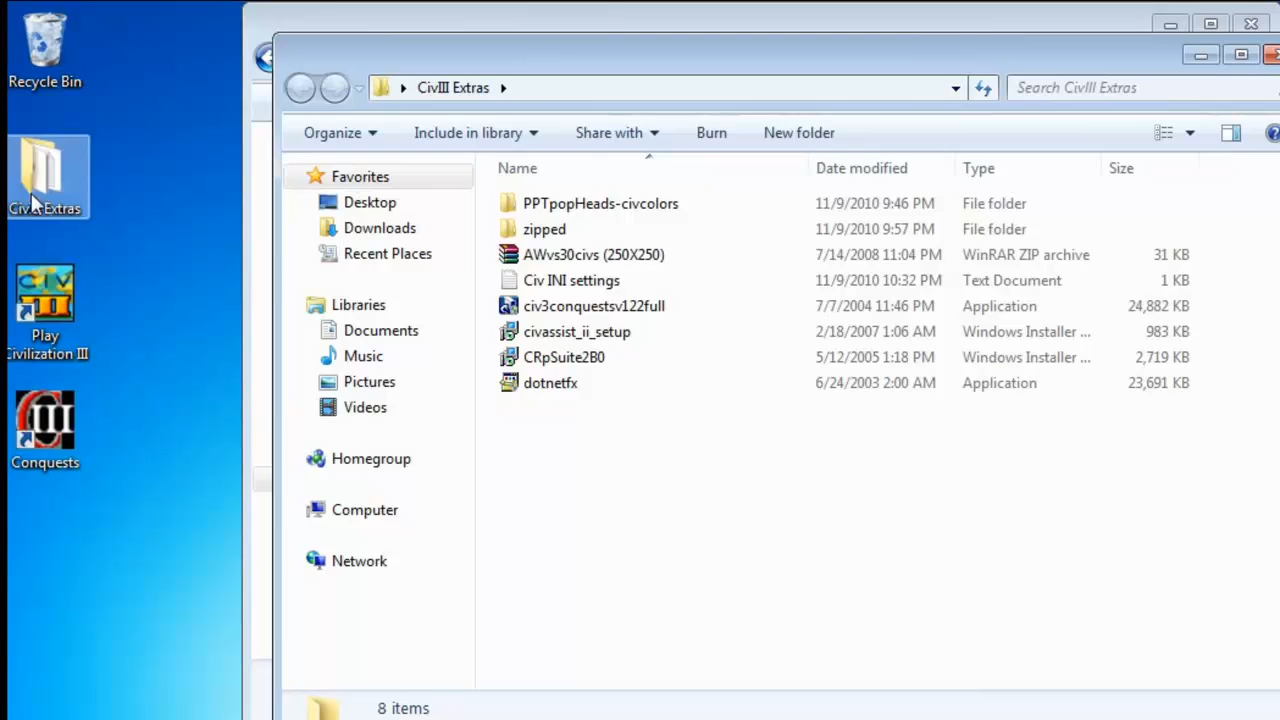 Recycle Bin
Extras
Play
Civilization III
Conquests
CivIII Extras
Search CivIII Extras
Organize
Include in library
Share with
Burn
New folder
Favorites
Desktop
Downloads
Recent Places
Libraries
Documents
Music
Pictures
Videos
Homegroup
Computer
Network
Name Date modified Type Size
PPTpopHeads-civcolors 11/9/2010 9:46 PM File folder
zipped 11/9/2010 9:57 PM File folder
AWvs30civs (250X250) 7/14/2008 11:04 PM WinRAR ZIP archive 31 KB
Civ INI settings 11/9/2010 10:32 PM Text Document 1 KB
civ3conquestsv122full 7/7/2004 11:46 PM Application 24,882 KB
civassist_ii_setup 2/18/2007 1:06 AM Windows Installer ... 983 KB
CRpSuite2B0 5/12/2005 1:18 PM Windows Installer ... 2,719 KB
dotnetfx 6/24/2003 2:00 AM Application 23,691 KB
8 items